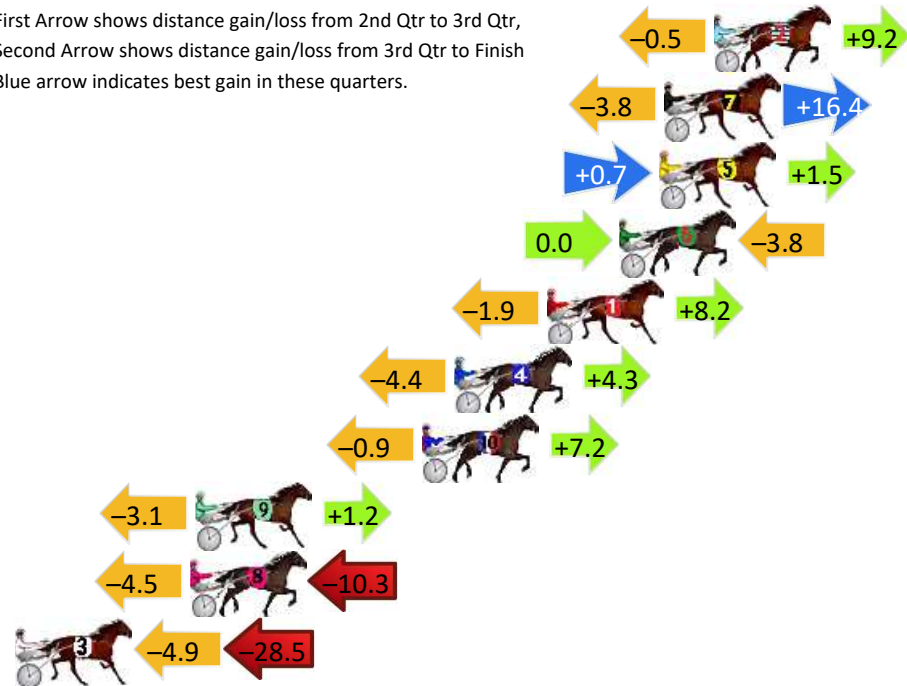 First Arrow shows distance gain/loss from 2nd Qtr to 3rd Qtr,
Second Arrow shows distance gain/loss from 3rd Qtr to Finish
Blue arrow indicates best gain in these quarters.
–0.5 +9.2
–3.8 7 +16.4
+0.7 5 +1.5
0.0 6 –3.8
–1.9 1 +8.2
–4.4 4 +4.3
–0.9 10 +7.2
–3.1 9 +1.2
–4.5 8 –10.3
3 –4.9 –28.5